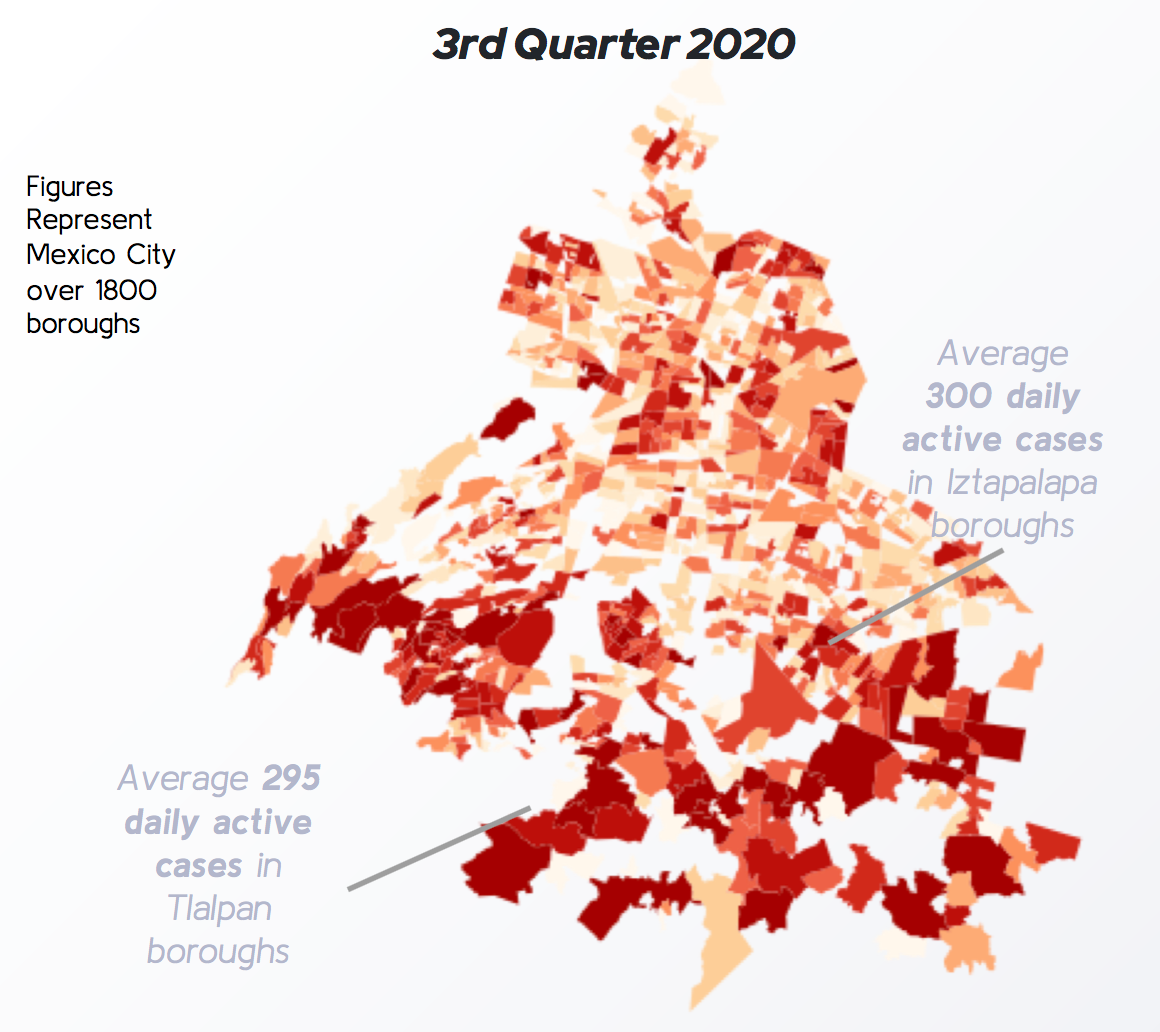 3rd Quarter 2020
Figures
Represent
Mexico City
over 1800
boroughs
Average
300 daily
active cases
in Iztapalapa
boroughs
Average 295
daily active
cases in
Tlalpan
boroughs